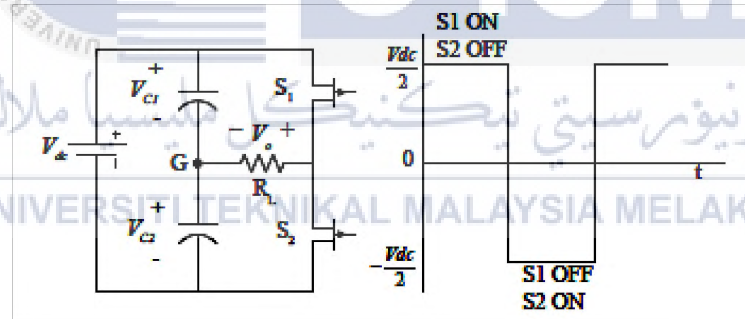 S1 ON
S2 OFF
Vdc
2
+
V_C1
-
S_1
- V_o +
V_dc
+
G
0
t
R_L
UNIVERSITI TEKNIKAL MALAYSIA MELAK
+
V_C2
-
S_2
-Vdc
2
S1 OFF
S2 ON